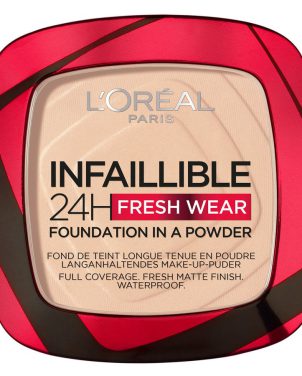 L'ORÉAL
PARIS
INFAILLIBLE
24H FRESH WEAR
FOUNDATION IN A POWDER
FOND DE TEINT LONGUE TENUE EN POUDRE
LANGANHALTENDES MAKE-UP-PUDER
FULL COVERAGE. FRESH MATTE FINISH.
WATERPROOF.